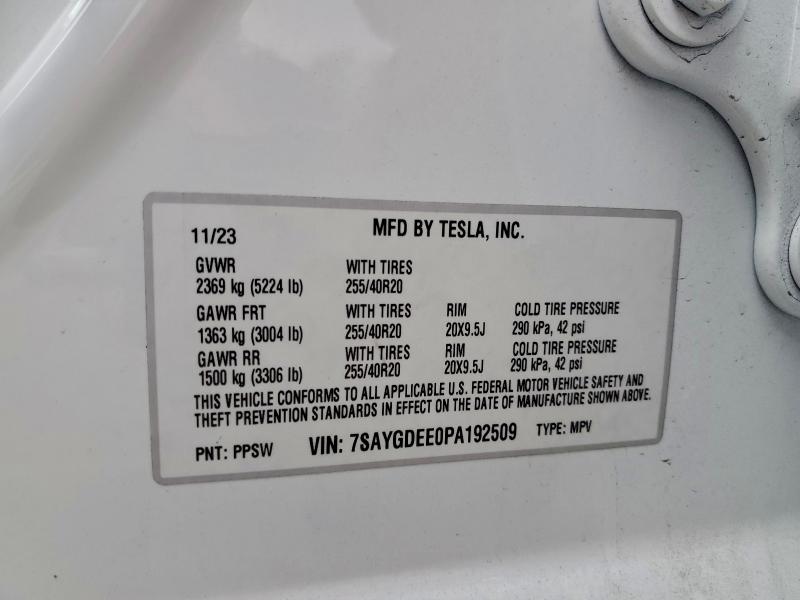 11/23 MFD BY TESLA, INC.
GVWR WITH TIRES
2369 kg (5224 lb) 255/40R20
GAWR FRT WITH TIRES RIM COLD TIRE PRESSURE
1363 kg (3004 lb) 255/40R20 20X9.5J 290 kPa, 42 psi
GAWR RR WITH TIRES RIM COLD TIRE PRESSURE
1500 kg (3306 lb) 255/40R20 20X9.5J 290 kPa, 42 psi
THIS VEHICLE CONFORMS TO ALL APPLICABLE U.S. FEDERAL MOTOR VEHICLE SAFETY AND
THEFT PREVENTION STANDARDS IN EFFECT ON THE DATE OF MANUFACTURE SHOWN ABOVE.
PNT: PPSW VIN: 7SAYGDEE0PA192509 TYPE: MPV